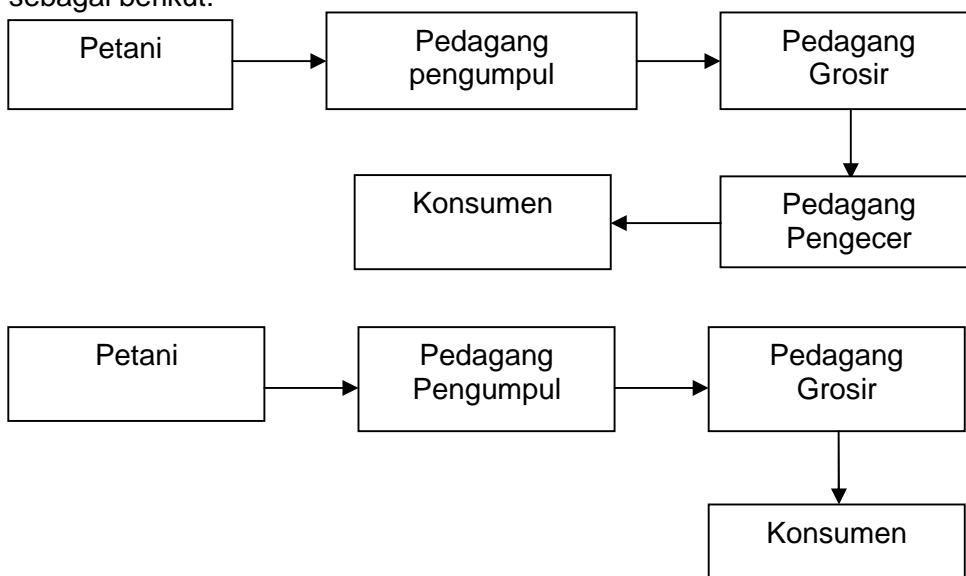 sebagai berikut:
Petani
Pedagang
pengumpul
Pedagang
Grosir
Konsumen
Pedagang
Pengecer
Petani
Pedagang
Pengumpul
Pedagang
Grosir
Konsumen